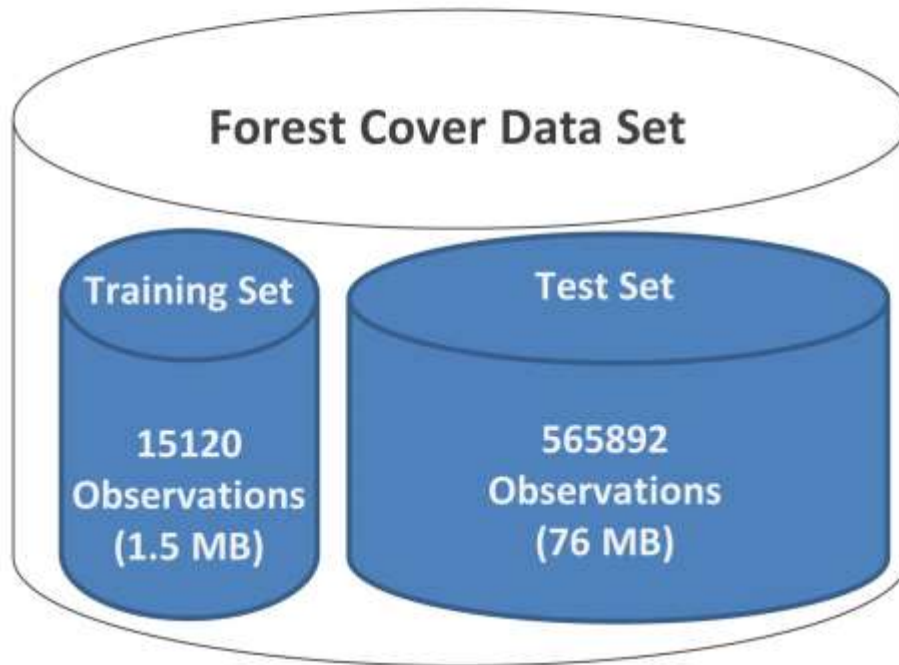 Forest Cover Data Set
Training Set
15120
Observations
(1.5 MB)
Test Set
565892
Observations
(76 MB)